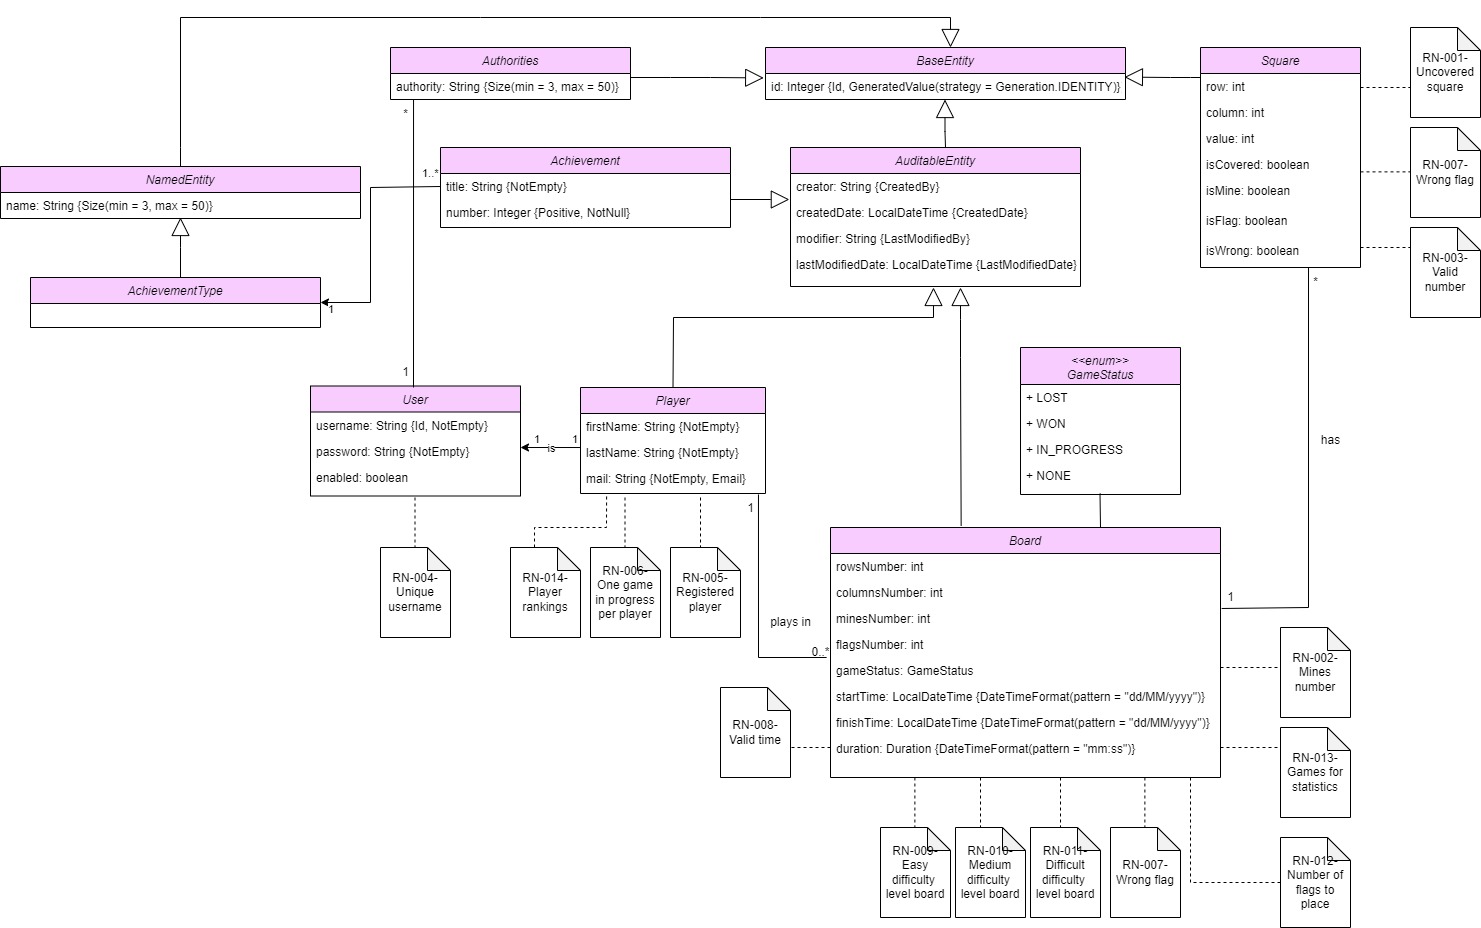 Authorities
authority: String {Size(min = 3, max = 50)}
*
BaseEntity
id: Integer {Id, GeneratedValue(strategy = Generation.IDENTITY)}
Square
row: int
column: int
value: int
isCovered: boolean
isMine: boolean
isFlag: boolean
isWrong: boolean
*
RN-001-
Uncovered
square
RN-007-
Wrong flag
RN-003-
Valid
number
NamedEntity
name: String {Size(min = 3, max = 50)}
Achievement
title: String {NotEmpty}
number: Integer {Positive, NotNull}
1..*
AuditableEntity
creator: String {CreatedBy}
createdDate: LocalDateTime {CreatedDate}
modifier: String {LastModifiedBy}
lastModifiedDate: LocalDateTime {LastModifiedDate}
AchievementType
1
1
User
username: String {Id, NotEmpty}
password: String {NotEmpty}
enabled: boolean
1
is
1
Player
firstName: String {NotEmpty}
lastName: String {NotEmpty}
mail: String {NotEmpty, Email}
1
<<enum>>
GameStatus
+ LOST
+ WON
+ IN_PROGRESS
+ NONE
has
RN-004-
Unique
username
RN-014-
Player
rankings
RN-006-
One game
in progress
per player
RN-005-
Registered
player
plays in
0..*
Board
rowsNumber: int
columnsNumber: int
minesNumber: int
flagsNumber: int
gameStatus: GameStatus
startTime: LocalDateTime {DateTimeFormat(pattern = "dd/MM/yyyy")}
finishTime: LocalDateTime {DateTimeFormat(pattern = "dd/MM/yyyy")}
duration: Duration {DateTimeFormat(pattern = "mm:ss")}
1
RN-008-
Valid time
RN-002-
Mines
number
RN-013-
Games for
statistics
RN-009-
Easy
difficulty
level board
RN-010-
Medium
difficulty
level board
RN-011-
Difficult
difficulty
level board
RN-007-
Wrong flag
RN-012-
Number of
flags to
place